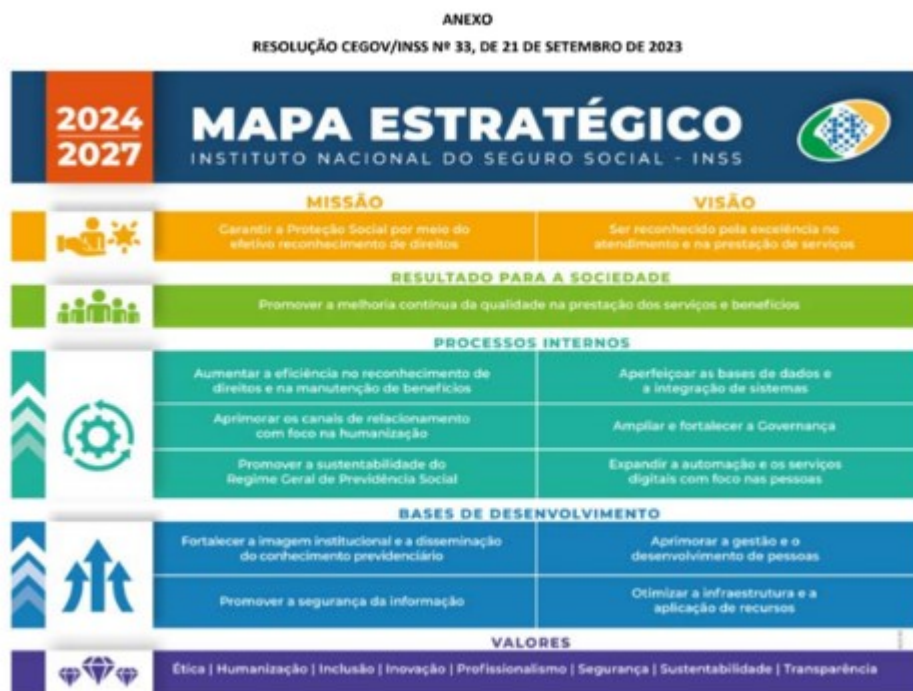 ANEXO
RESOLUÇÃO CEGOV/INSS Nº 33, DE 21 DE SETEMBRO DE 2023
2024
2027
MAPA ESTRATÉGICO
INSTITUTO NACIONAL DO SEGURO SOCIAL - INSS
MISSÃO
Garantir a Proteção Social por meio do
efetivo reconhecimento de direitos
VISÃO
Ser reconhecido pela excelência no
atendimento e na prestação de serviços
RESULTADO PARA A SOCIEDADE
Promover a melhoria contínua da qualidade na prestação dos serviços e benefícios
PROCESSOS INTERNOS
Aumentar a eficiência no reconhecimento de
direitos e na manutenção de benefícios
Aperfeiçoar as bases de dados e
a integração de sistemas
Aprimorar os canais de relacionamento
com foco na humanização
Ampliar e fortalecer a Governança
Promover a sustentabilidade do
Regime Geral de Previdência Social
Expandir a automação e os serviços
digitais com foco nas pessoas
BASES DE DESENVOLVIMENTO
Fortalecer a imagem institucional e a disseminação
do conhecimento previdenciário
Aprimorar a gestão e o
desenvolvimento de pessoas
Promover a segurança da informação
Otimizar a infraestrutura e a
aplicação de recursos
VALORES
Ética | Humanização | Inclusão | Inovação | Profissionalismo | Segurança | Sustentabilidade | Transparência